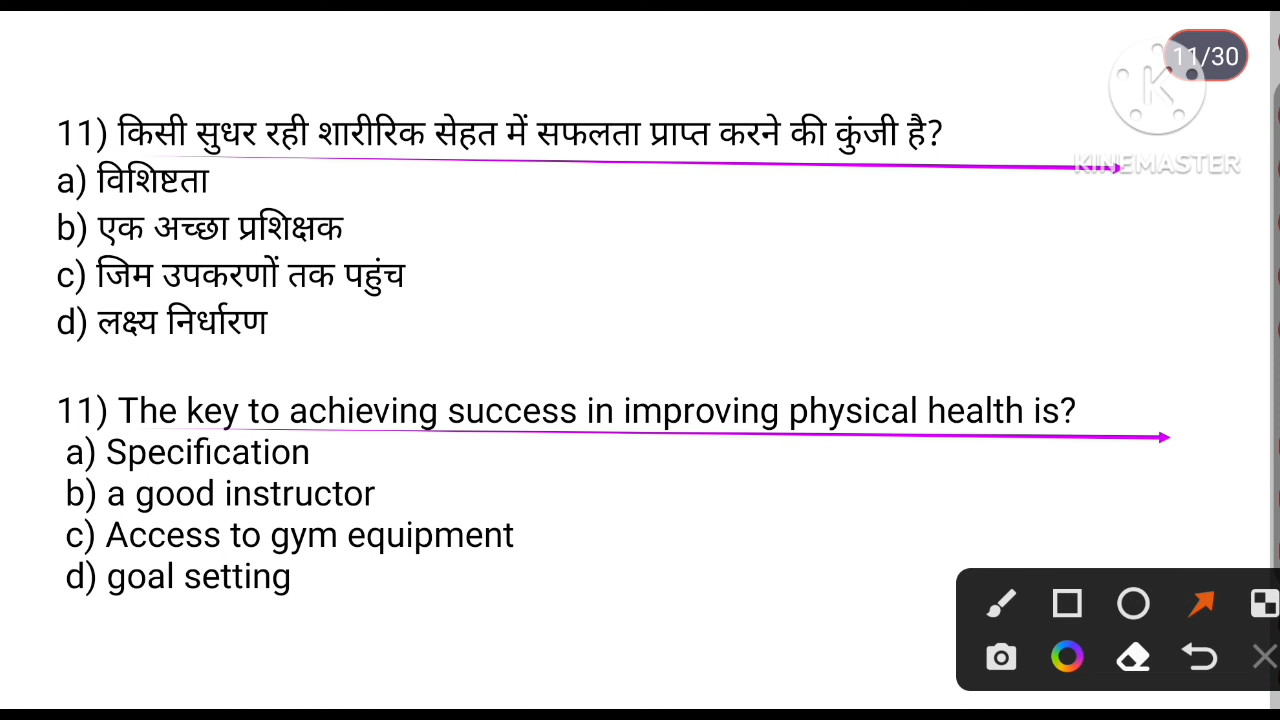 11/30
KINEMASTER
11) किसी सुधर रही शारीरिक सेहत में सफलता प्राप्त करने की कुंजी है?
a) विशिष्टता
b) एक अच्छा प्रशिक्षक
c) जिम उपकरणों तक पहुंच
d) लक्ष्य निर्धारण
11) The key to achieving success in improving physical health is?
a) Specification
b) a good instructor
c) Access to gym equipment
d) goal setting